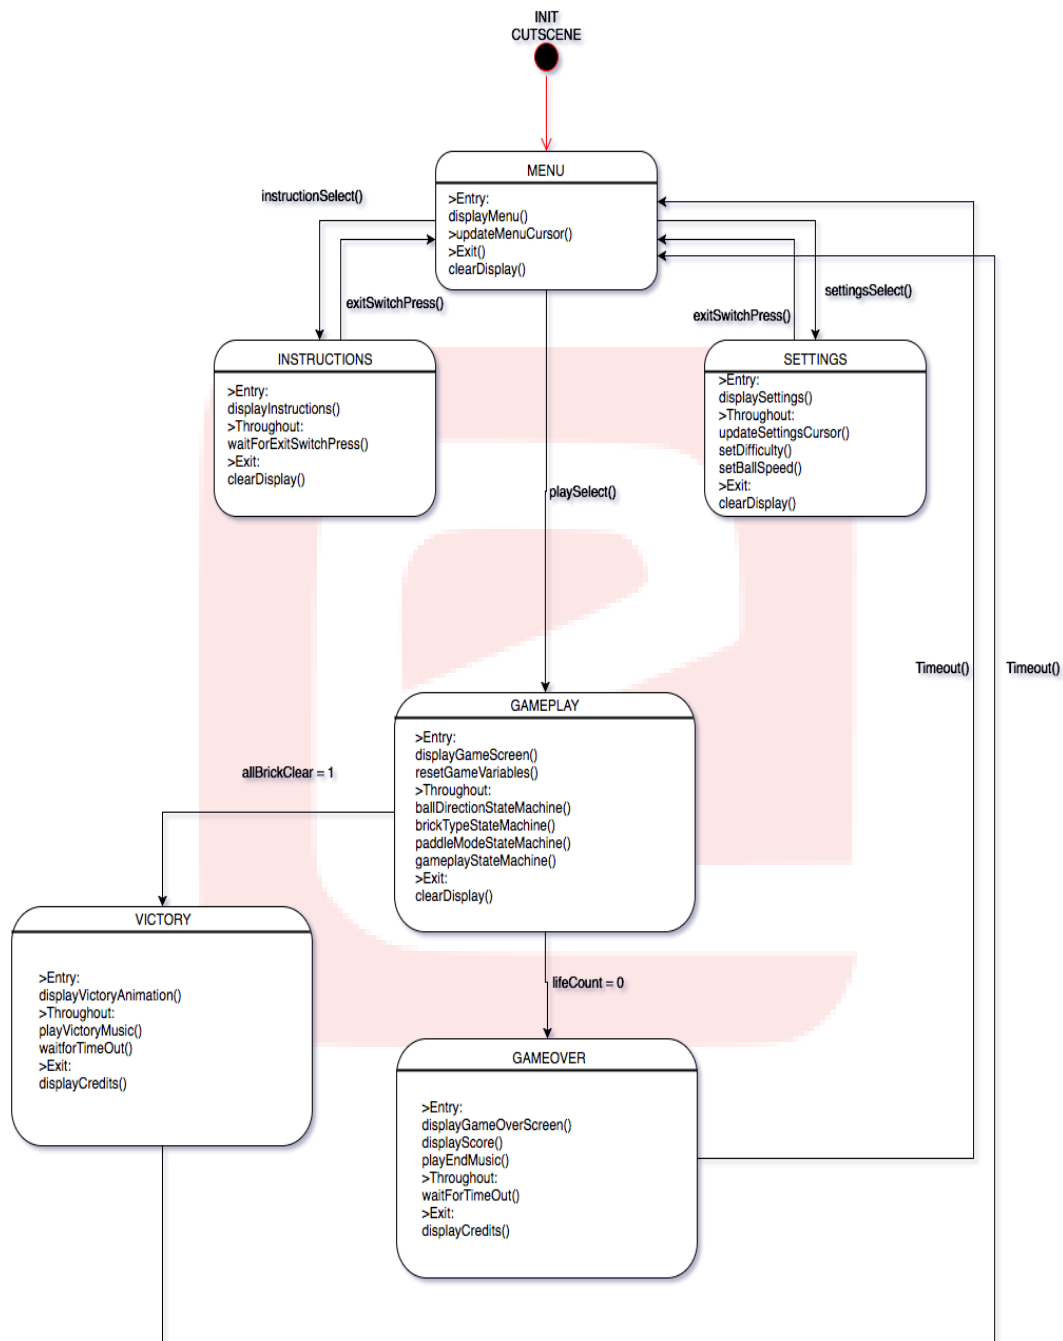 INIT
CUTSCENE
MENU
>Entry:
displayMenu()
>updateMenuCursor()
>Exit()
clearDisplay()
instructionSelect()
settingsSelect()
exitSwitchPress()
exitSwitchPress()
INSTRUCTIONS
>Entry:
displayInstructions()
>Throughout:
waitForExitSwitchPress()
>Exit:
clearDisplay()
SETTINGS
>Entry:
displaySettings()
>Throughout:
updateSettingsCursor()
setDifficulty()
setBallSpeed()
>Exit:
clearDisplay()
playSelect()
Timeout()
Timeout()
GAMEPLAY
>Entry:
displayGameScreen()
resetGameVariables()
>Throughout:
ballDirectionStateMachine()
brickTypeStateMachine()
paddleModeStateMachine()
gameplayStateMachine()
>Exit:
clearDisplay()
allBrickClear = 1
VICTORY
>Entry:
displayVictoryAnimation()
>Throughout:
playVictoryMusic()
waitforTimeOut()
>Exit:
displayCredits()
lifeCount = 0
GAMEOVER
>Entry:
displayGameOverScreen()
displayScore()
playEndMusic()
>Throughout:
waitForTimeOut()
>Exit:
displayCredits()